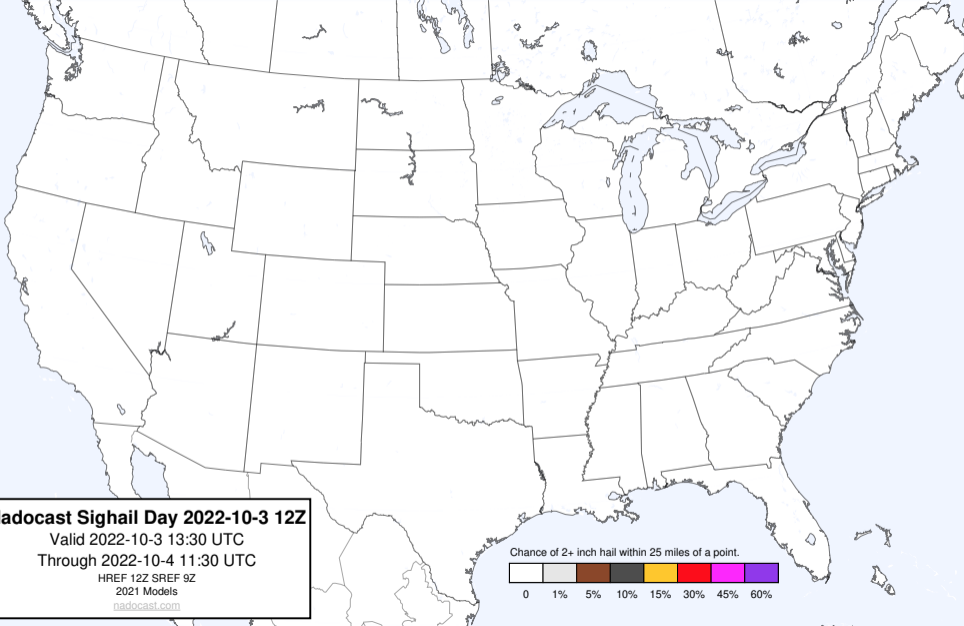 adocast Sighail Day 2022-10-3 12Z
Valid 2022-10-3 13:30 UTC
Through 2022-10-4 11:30 UTC
HREF 12Z SREF 9Z
2021 Models
nadocast.com
Chance of 2+ inch hail within 25 miles of a point.
0 1% 5% 10% 15% 30% 45% 60%